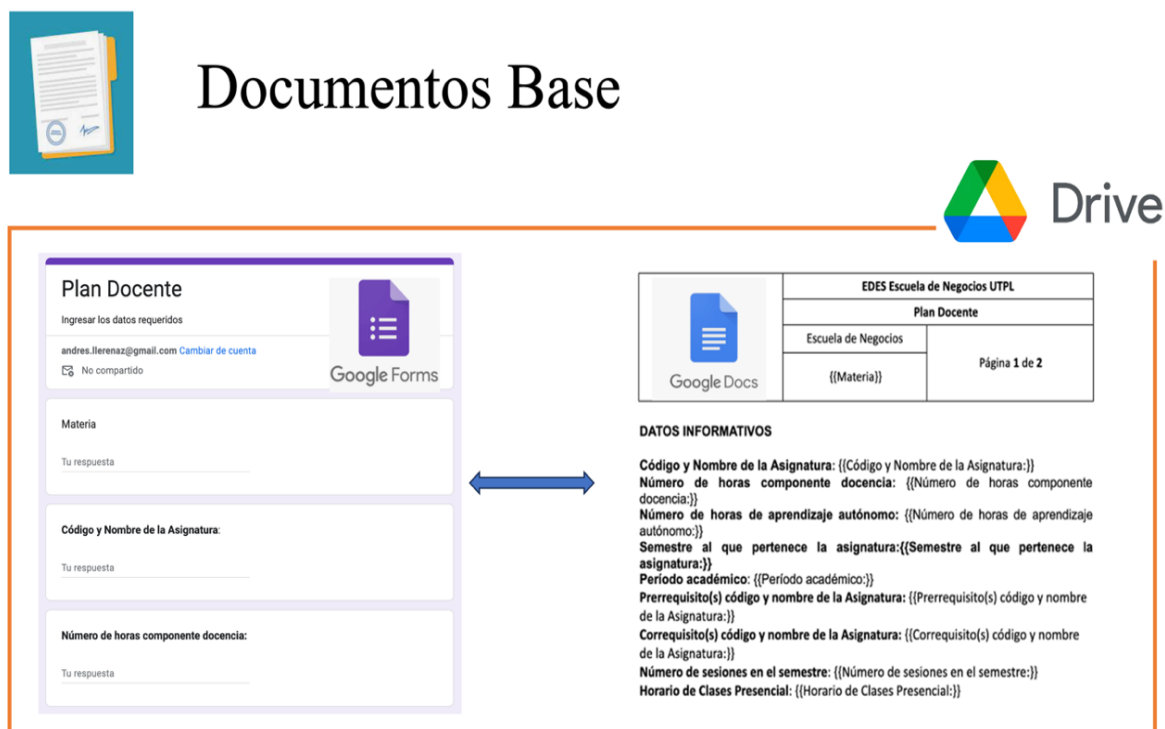 Documentos Base
Drive
Plan Docente
Ingresar los datos requeridos
andres.llerenaz@gmail.com Cambiar de cuenta
No compartido
Google Forms
Materia
Tu respuesta
Código y Nombre de la Asignatura:
Tu respuesta
Número de horas componente docencia:
Tu respuesta
Google Docs
EDES Escuela de Negocios UTPL
Plan Docente
Escuela de Negocios
{{Materia}}
Página 1 de 2
DATOS INFORMATIVOS
Código y Nombre de la Asignatura: {{Código y Nombre de la Asignatura:}}
Número de horas componente docencia: {{Número de horas componente
docencia:}}
Número de horas de aprendizaje autónomo: {{Número de horas de aprendizaje
autónomo:}}
Semestre al que pertenece la asignatura:{{Semestre al que pertenece la
asignatura:}}
Período académico: {{Período académico:}}
Prerrequisito(s) código y nombre de la Asignatura: {{Prerrequisito(s) código y nombre
de la Asignatura:}}
Correquisito(s) código y nombre de la Asignatura: {{Correquisito(s) código y nombre
de la Asignatura:}}
Número de sesiones en el semestre: {{Número de sesiones en el semestre:}}
Horario de Clases Presencial: {{Horario de Clases Presencial:}}